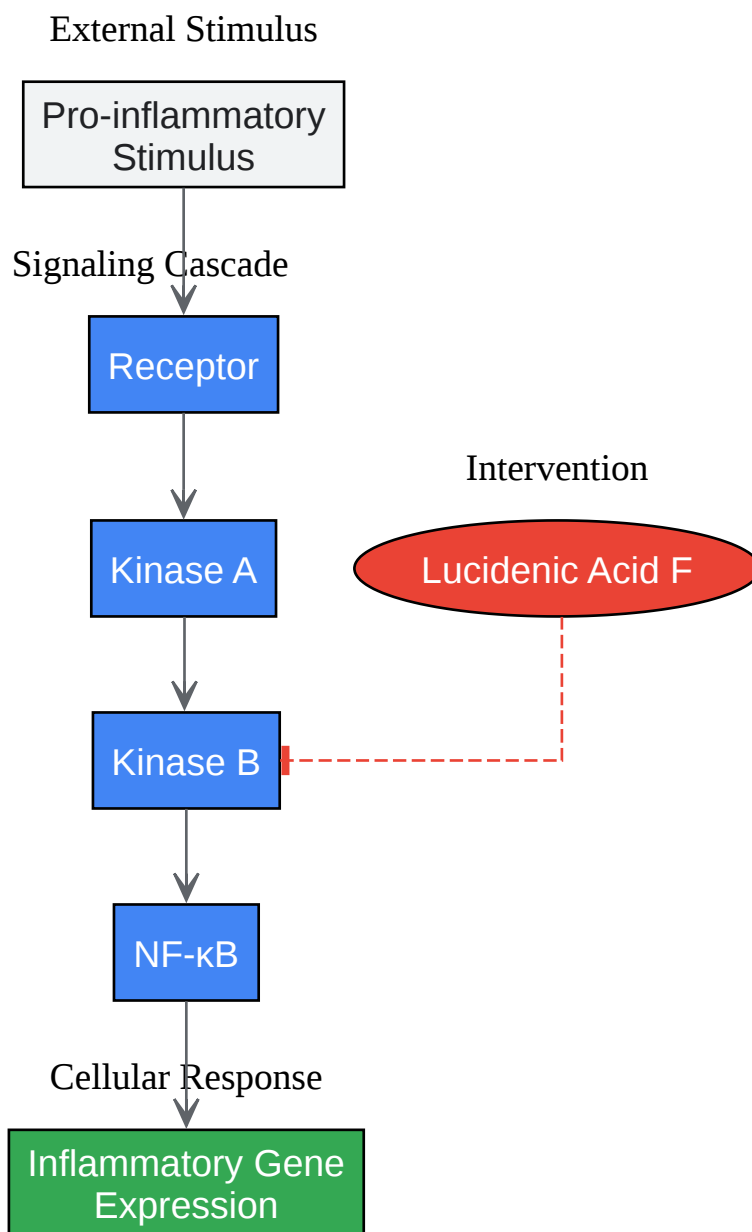 External Stimulus
Pro-inflammatory
Stimulus
Signaling Cascade
Receptor
Intervention
Kinase A
Lucidenic Acid F
Kinase B
NF-κB
Cellular Response
Inflammatory Gene
Expression